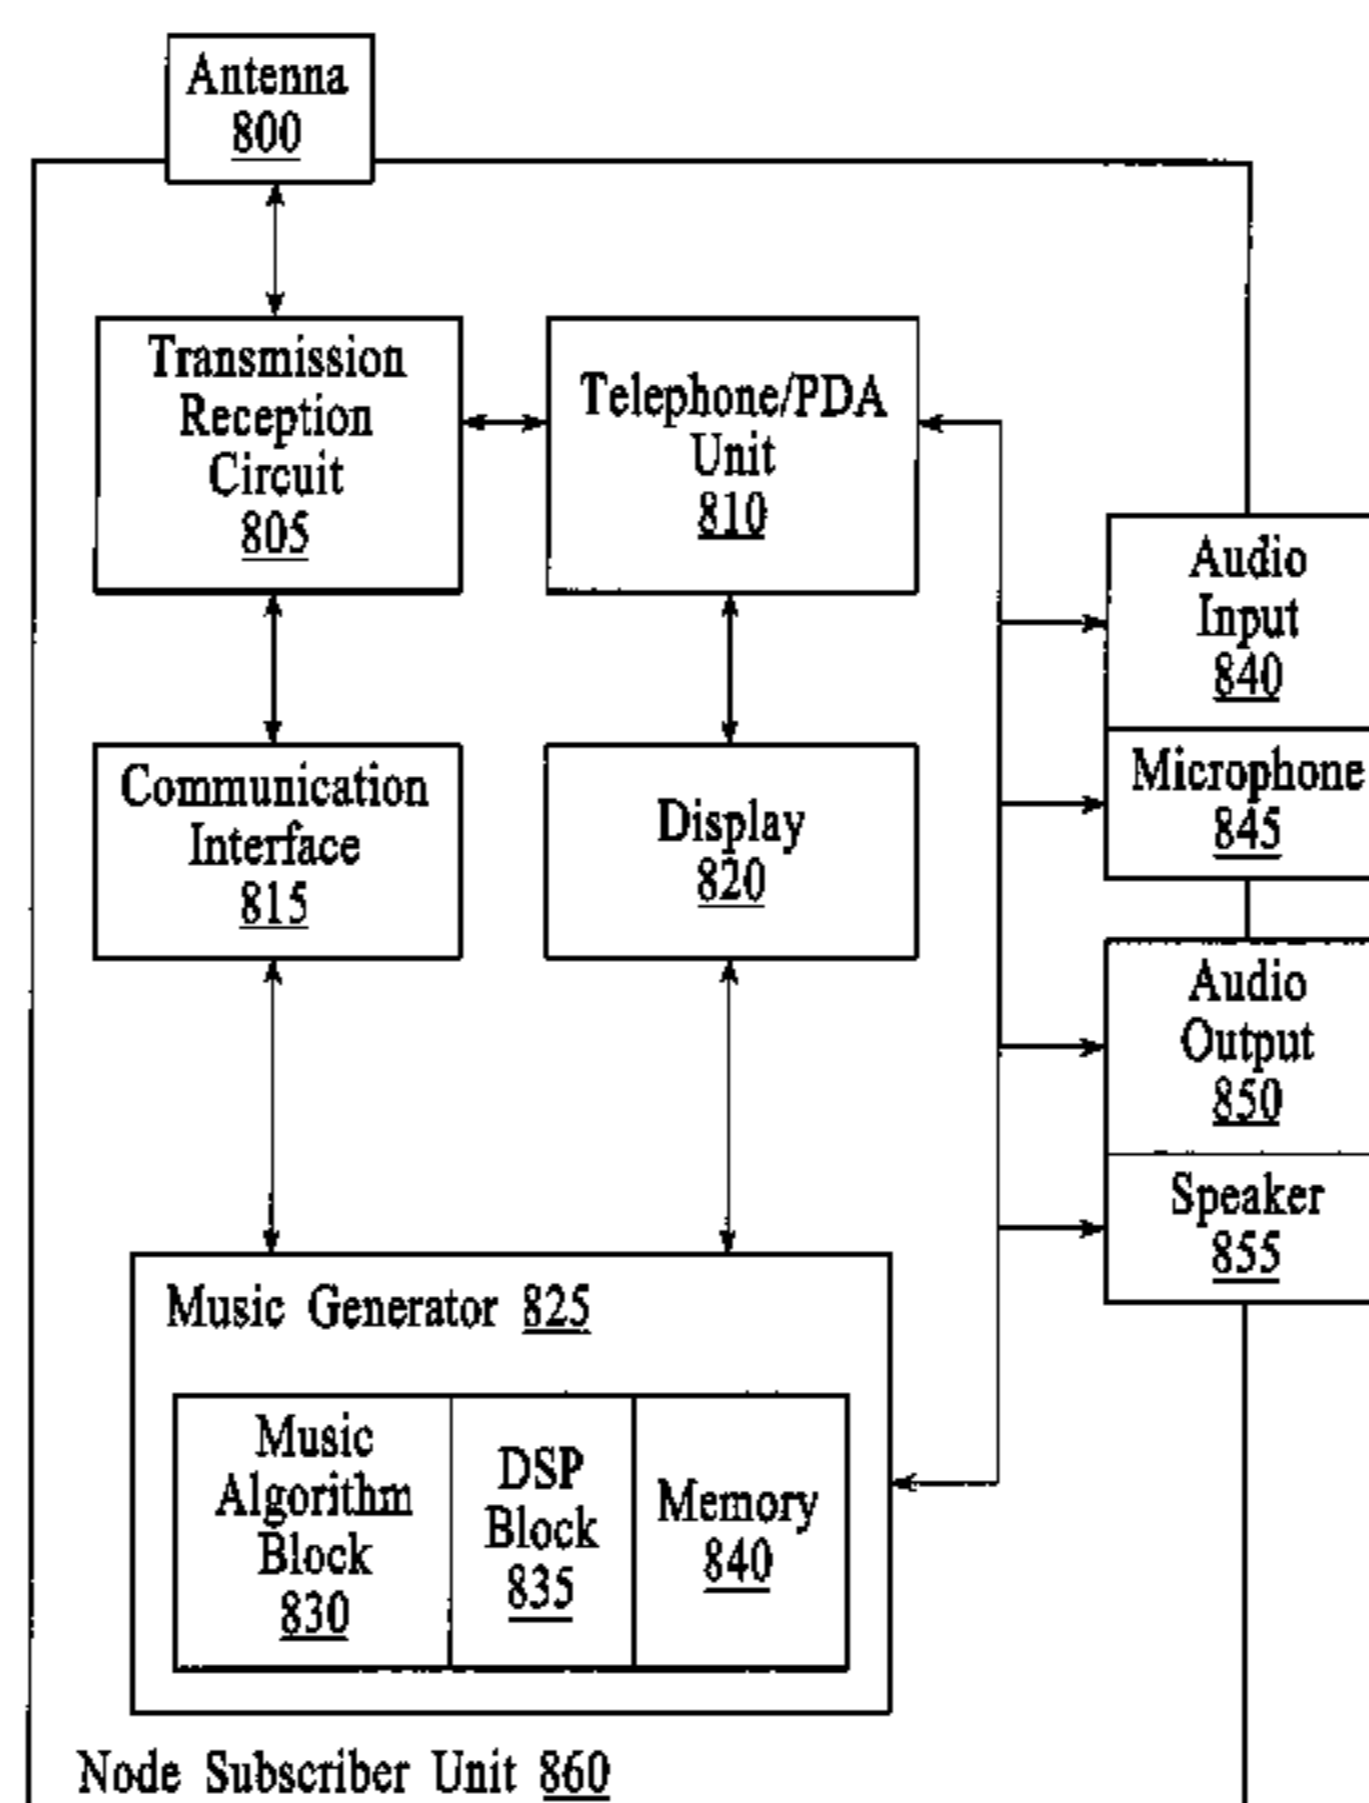 Antenna
800
Transmission
Reception
Circuit
805
Telephone/PDA
Unit
810
Audio
Input
840
Microphone
845
Communication
Interface
815
Display
820
Audio
Output
850
Speaker
855
Music Generator 825
Music
Algorithm
Block
830
DSP
Block
835
Memory
840
Node Subscriber Unit 860